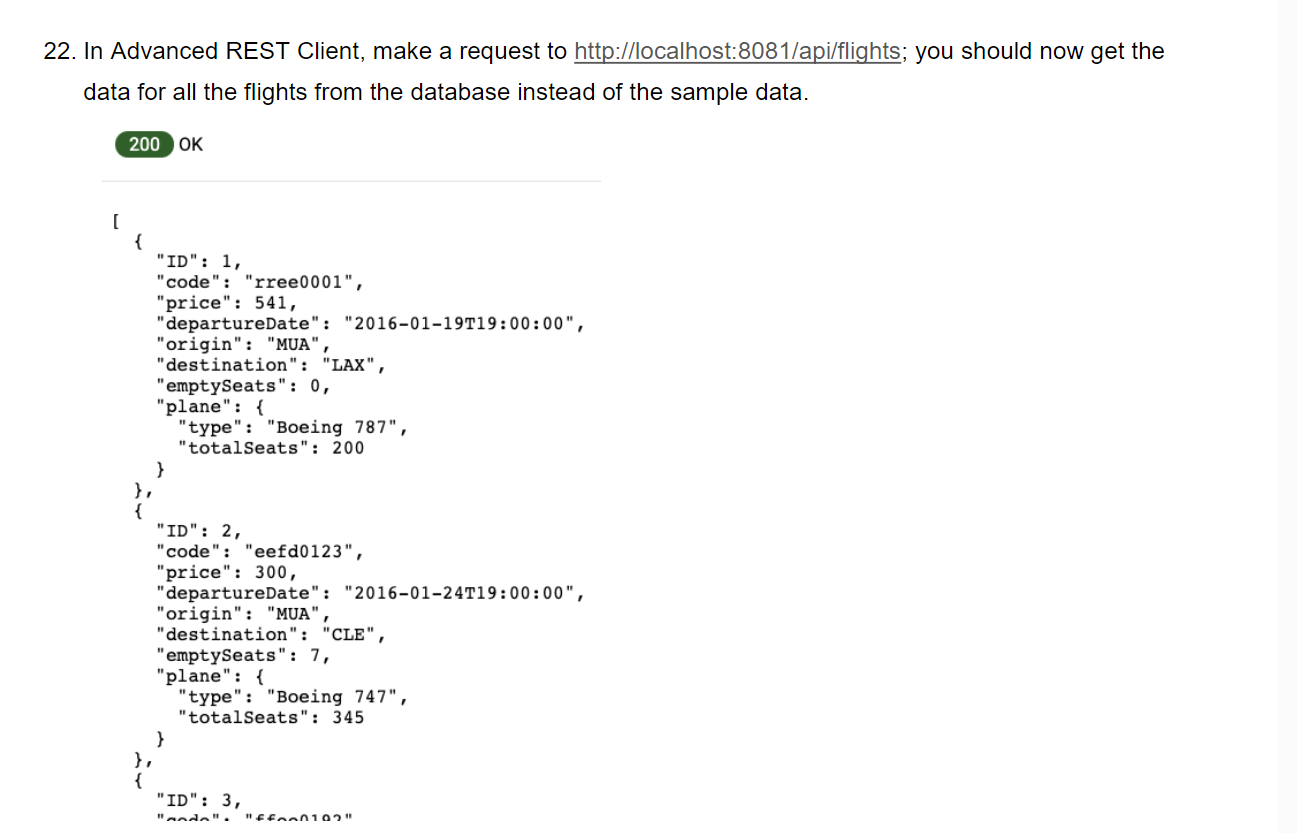 22. In Advanced REST Client, make a request to http://localhost:8081/api/flights; you should now get the
data for all the flights from the database instead of the sample data.
200 OK
[
{
"ID": 1,
"code": "rree0001",
"price": 541,
"departureDate": "2016-01-19T19:00:00",
"origin": "MUA",
"destination": "LAX",
"emptySeats": 0,
"plane": {
"type": "Boeing 787",
"totalSeats": 200
}
},
{
"ID": 2,
"code": "eefd0123",
"price": 300,
"departureDate": "2016-01-24T19:00:00",
"origin": "MUA",
"destination": "CLE",
"emptySeats": 7,
"plane": {
"type": "Boeing 747",
"totalSeats": 345
}
},
{
"ID": 3,